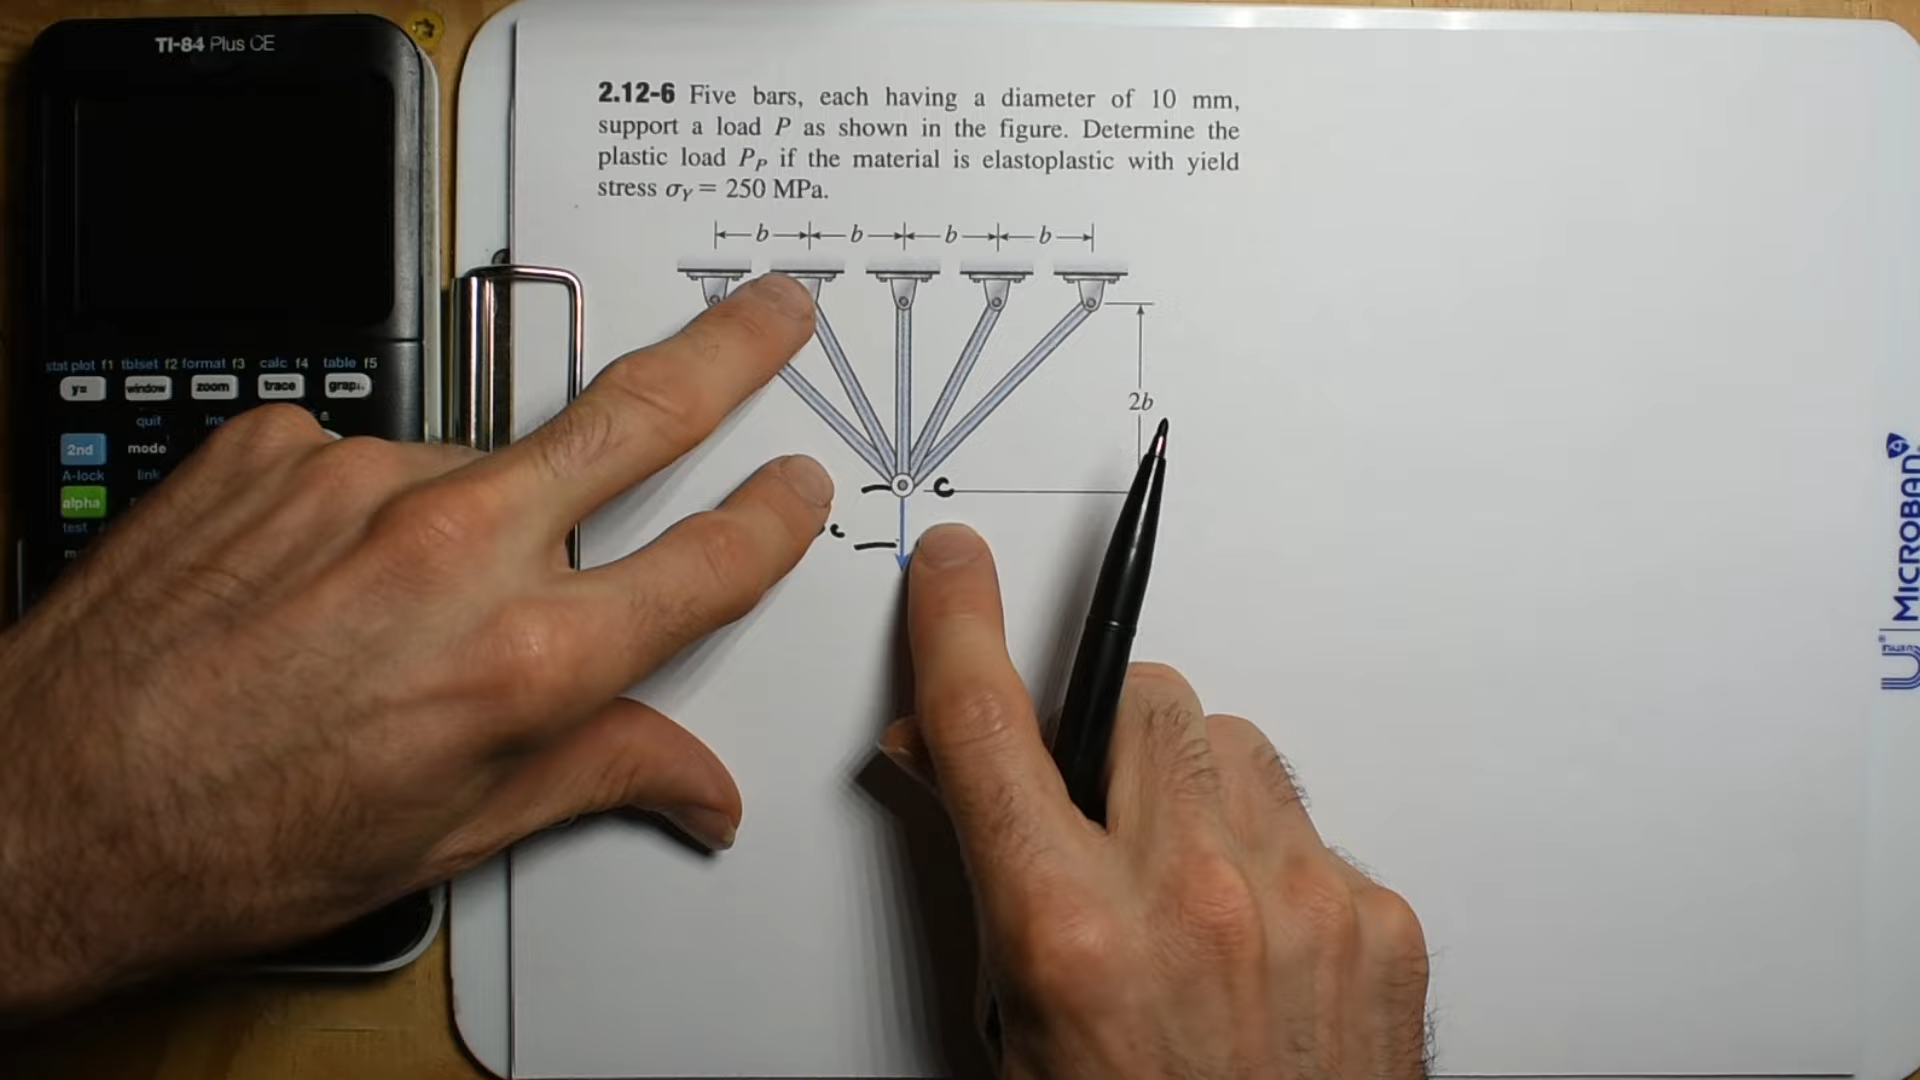 TI-84 Plus CE
2.12-6 Five bars, each having a diameter of 10 mm,
support a load P as shown in the figure. Determine the
plastic load P_P if the material is elastoplastic with yield
stress σ_Y = 250 MPa.
b b b b
2b
C
c
stat plot f1 tblset f2 format f3 calc f4 table f5
y= window zoom trace
quit ins
2nd mode
A-lock link
alpha
test
MICROBAN